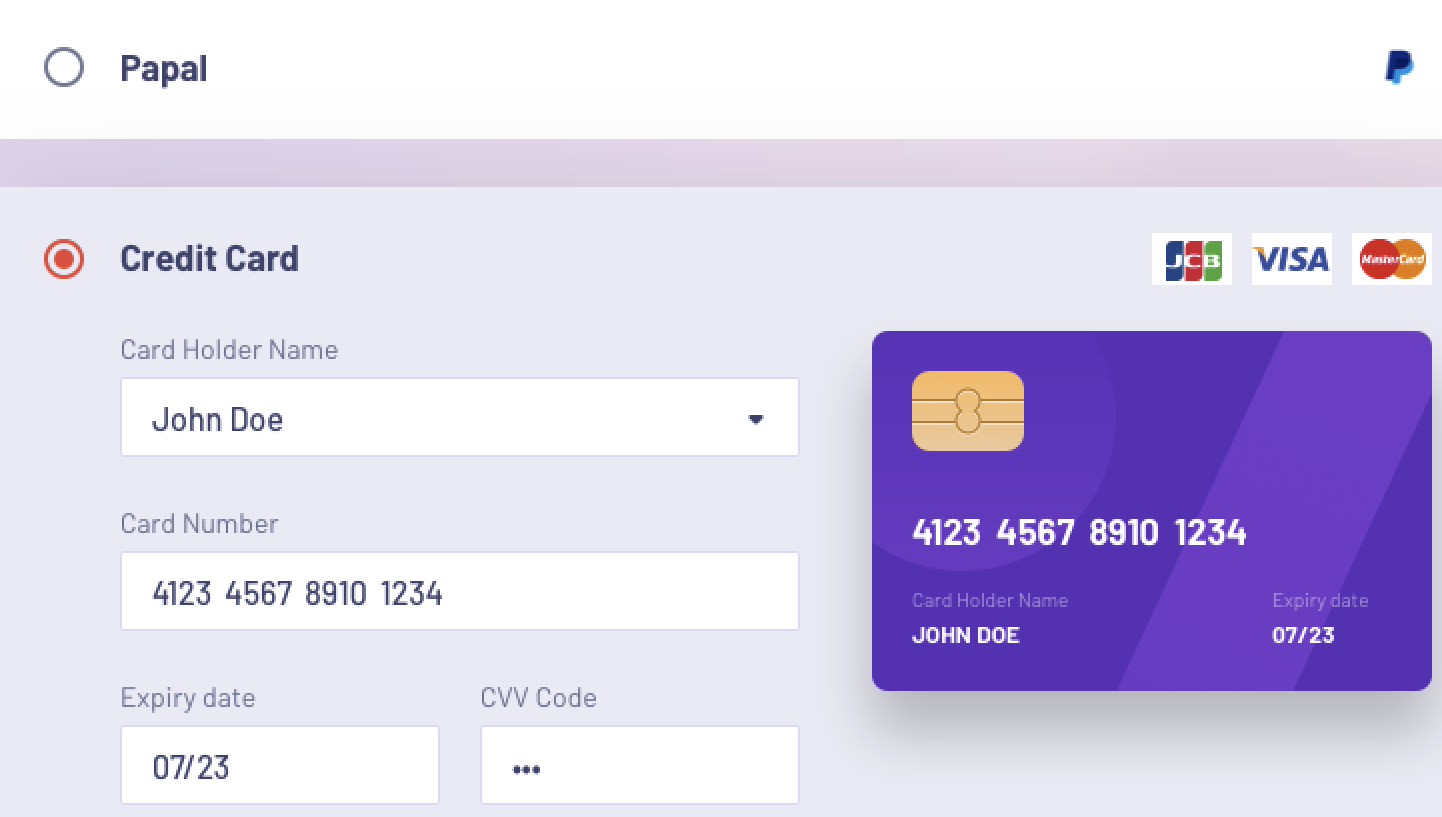 Papal
Credit Card
JCB VISA MasterCard
Card Holder Name
John Doe
Card Number
4123 4567 8910 1234
Expiry date CVV Code
07/23 •••
4123 4567 8910 1234
Card Holder Name Expiry date
JOHN DOE 07/23